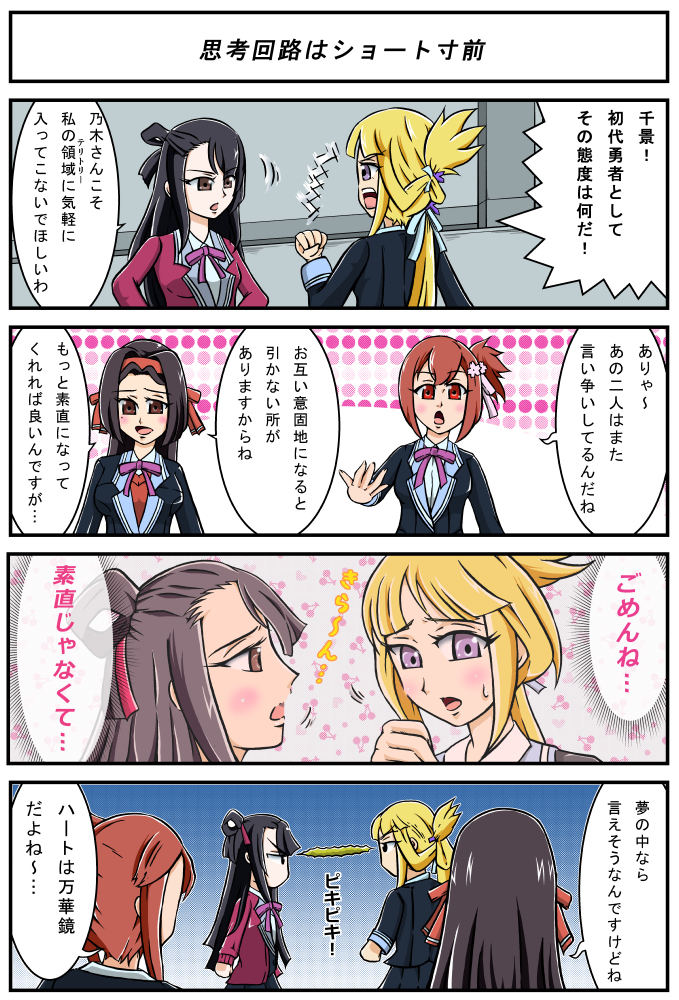 思考回路はショート寸前
千景！
初代勇者として
その態度は何だ！
乃木さんこそ
私の領域に気軽に
テリトリー
入ってこないでほしいわ
ありゃ～
あの二人はまた
言い争いしてるんだね
お互い意固地になると
引かない所が
ありますからね
もっと素直になって
くれれば良いんですが…
ごめんね…
きら～ん…
素直じゃなくて…
夢の中なら
言えそうなんですけどね
ピキピキ！
ハートは万華鏡
だよね～…